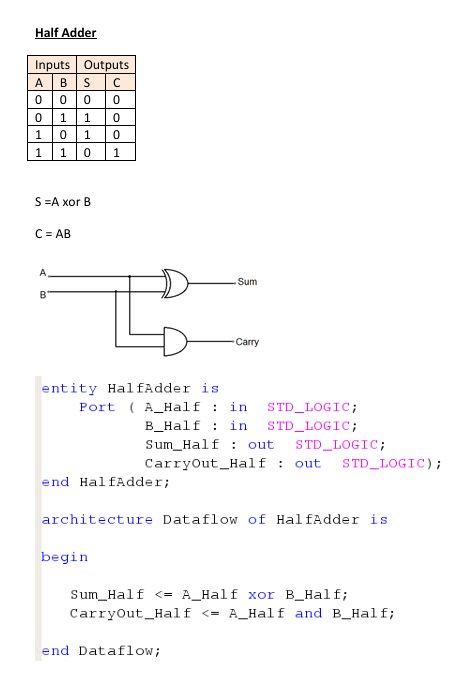 Half Adder
Inputs Outputs
A B S C
0 0 0 0
0 1 1 0
1 0 1 0
1 1 0 1
S =A xor B
C = AB
A
Sum
B
Carry
entity HalfAdder is
Port ( A_Half : in STD_LOGIC;
B_Half : in STD_LOGIC;
Sum_Half : out STD_LOGIC;
CarryOut_Half : out STD_LOGIC);
end HalfAdder;
architecture Dataflow of HalfAdder is
begin
Sum_Half <= A_Half xor B_Half;
CarryOut_Half <= A_Half and B_Half;
end Dataflow;